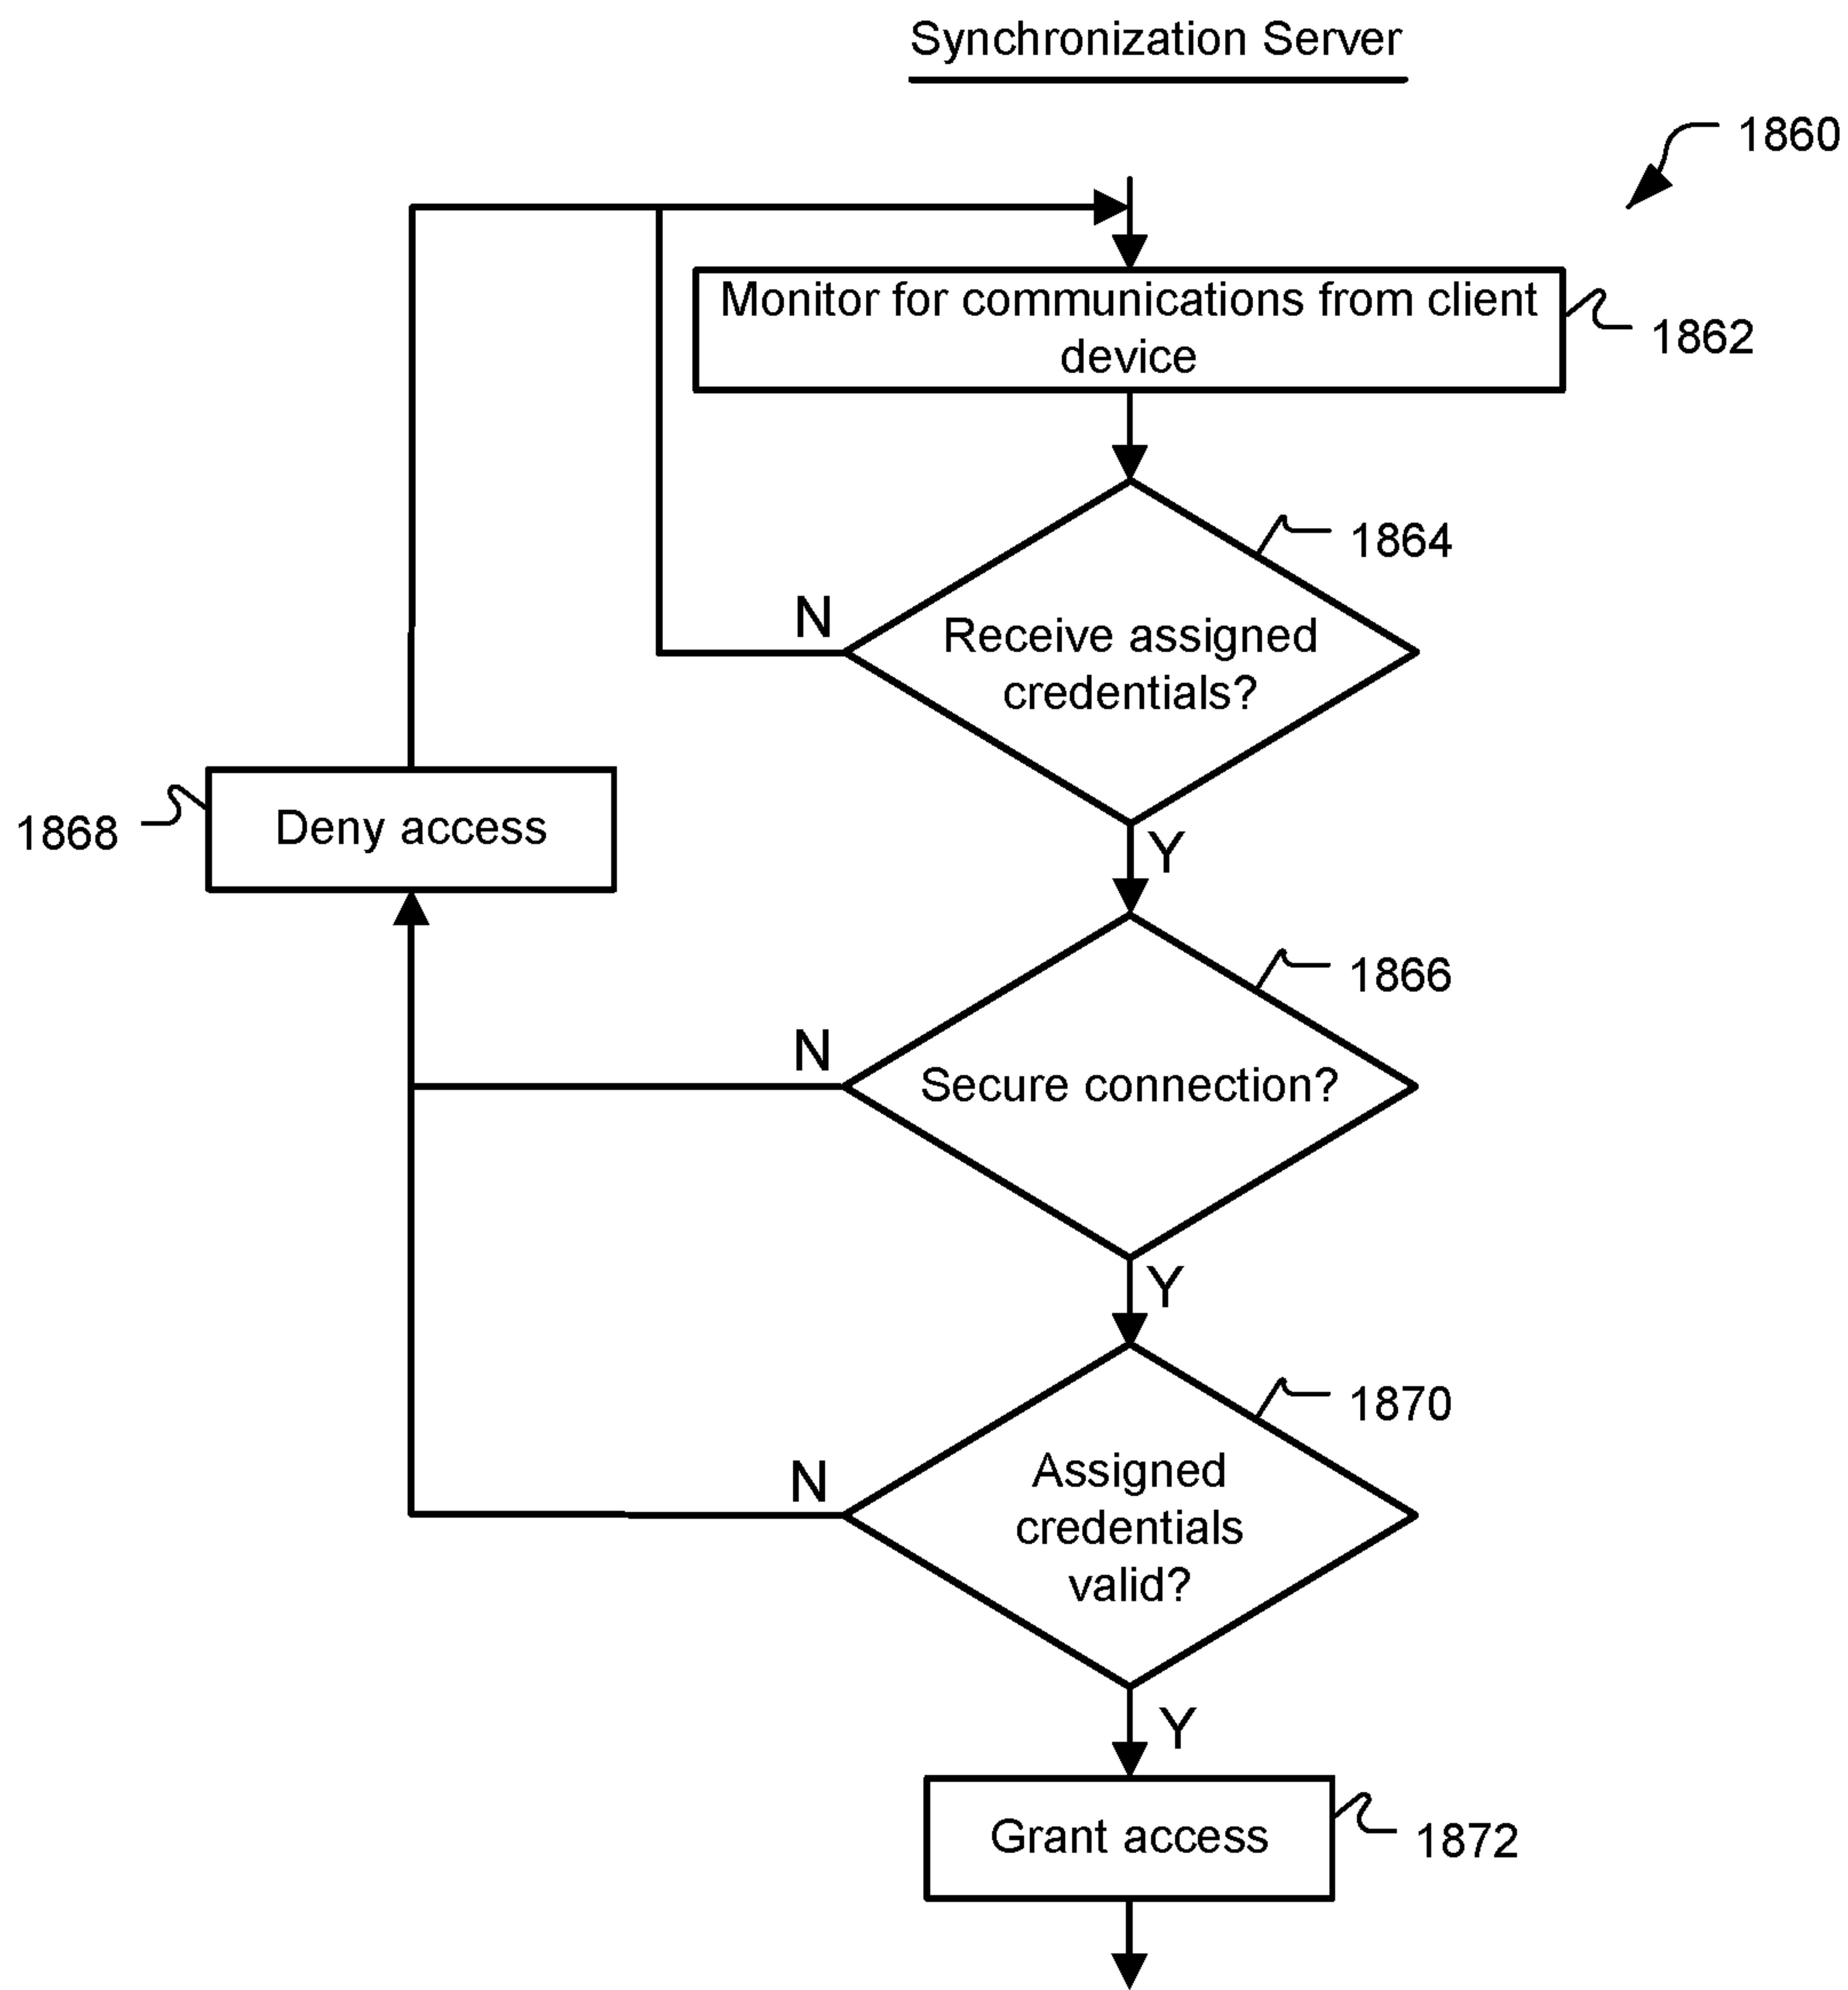 Synchronization Server
1860
Monitor for communications from client
device
1862
1864
N
Receive assigned
credentials?
1868
Deny access
Y
1866
N
Secure connection?
Y
1870
N
Assigned
credentials
valid?
Y
Grant access
1872